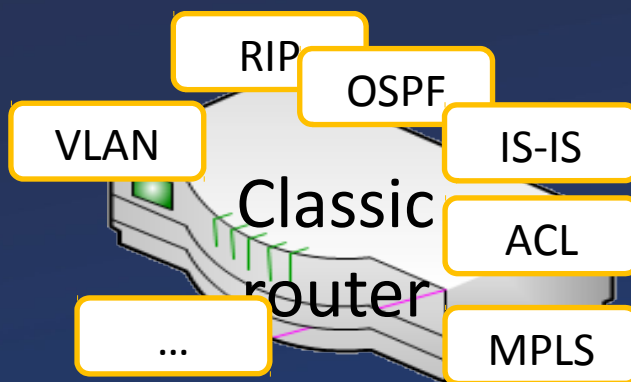 RIP
OSPF
VLAN
IS-IS
Classic
router
ACL
...
MPLS